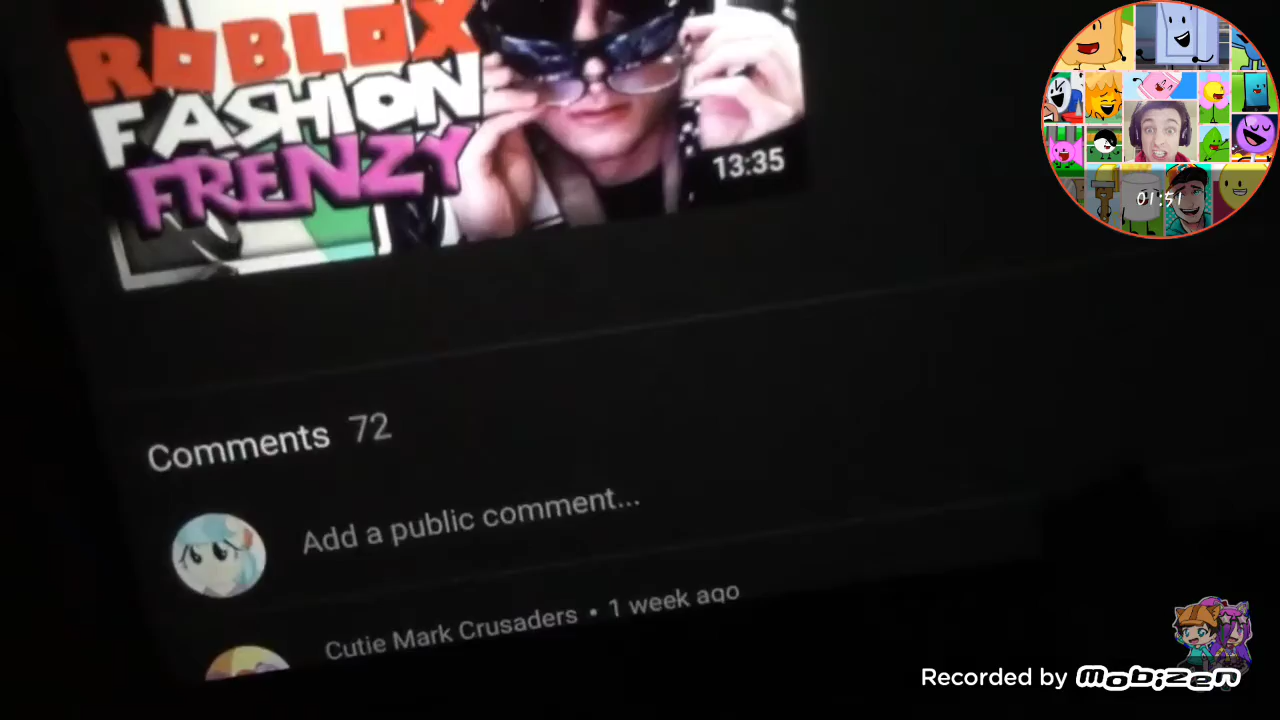 ROBLOX
FASHION
FRENZY
13:35
01:51
Comments 72
Add a public comment...
Cutie Mark Crusaders • 1 week ago
Recorded by mobizen